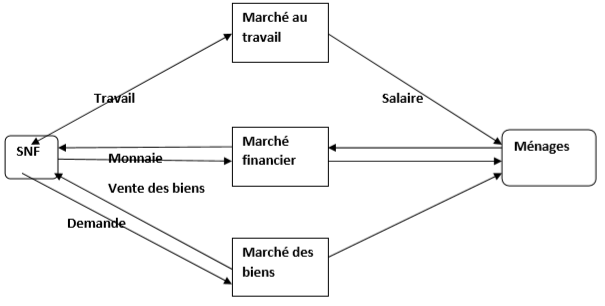 Marché au
travail
Travail
Salaire
SNF
Monnaie
Marché
financier
Ménages
Vente des biens
Demande
Marché des
biens